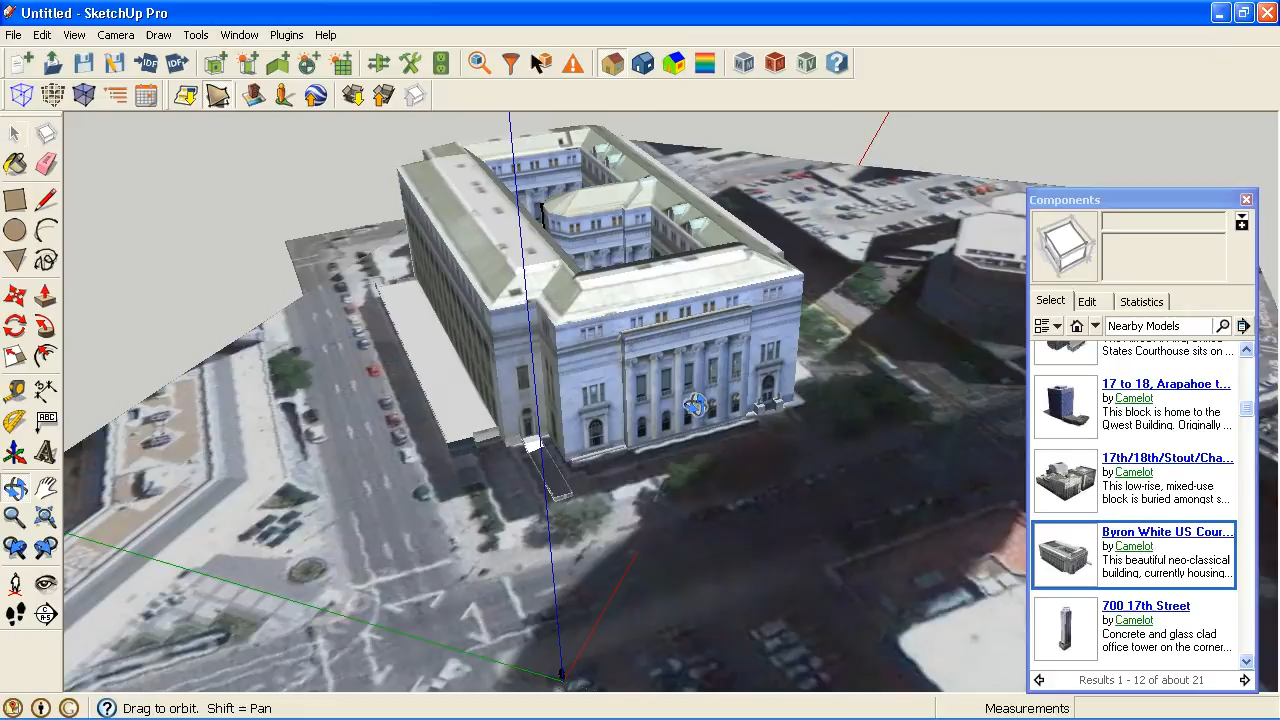 Untitled - SketchUp Pro
File Edit View Camera Draw Tools Window Plugins Help
Components
Select Edit Statistics
Nearby Models
States Courthouse sits on ...
17 to 18, Arapahoe t...
by Camelot
This block is home to the
Qwest Building. Originally ...
17th/18th/Stout/Cha...
by Camelot
This low-rise, mixed-use
block is buried amongst s...
Byron White US Cour...
by Camelot
This beautiful neo-classical
building, currently housing...
700 17th Street
by Camelot
Concrete and glass clad
office tower on the corner...
Results 1 - 12 of about 21
ABC
Drag to orbit. Shift = Pan
Measurements